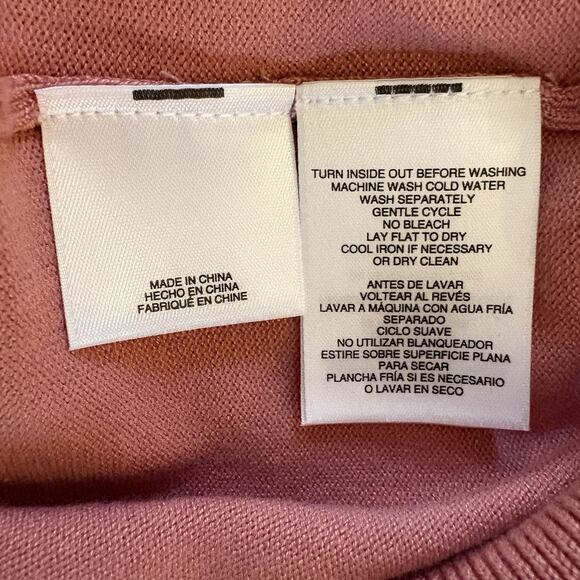 MADE IN CHINA
HECHO EN CHINA
FABRIQUÉ EN CHINE
TURN INSIDE OUT BEFORE WASHING
MACHINE WASH COLD WATER
WASH SEPARATELY
GENTLE CYCLE
NO BLEACH
LAY FLAT TO DRY
COOL IRON IF NECESSARY
OR DRY CLEAN
ANTES DE LAVAR
VOLTEAR AL REVÉS
LAVAR A MÁQUINA CON AGUA FRÍA
SEPARADO
CICLO SUAVE
NO UTILIZAR BLANQUEADOR
ESTIRE SOBRE SUPERFICIE PLANA
PARA SECAR
PLANCHA FRÍA SI ES NECESARIO
O LAVAR EN SECO